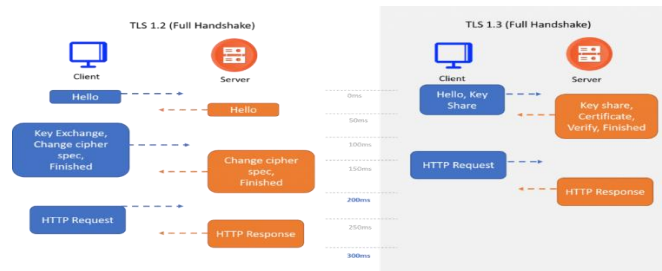 TLS 1.2 (Full Handshake)
Client
Server
Hello
Hello
Key Exchange,
Change cipher
spec,
Finished
Change cipher
spec,
Finished
HTTP Request
HTTP Response
0ms
50ms
100ms
150ms
200ms
250ms
300ms
TLS 1.3 (Full Handshake)
Client
Server
Hello, Key
Share
Key share,
Certificate,
Verify, Finished
HTTP Request
HTTP Response